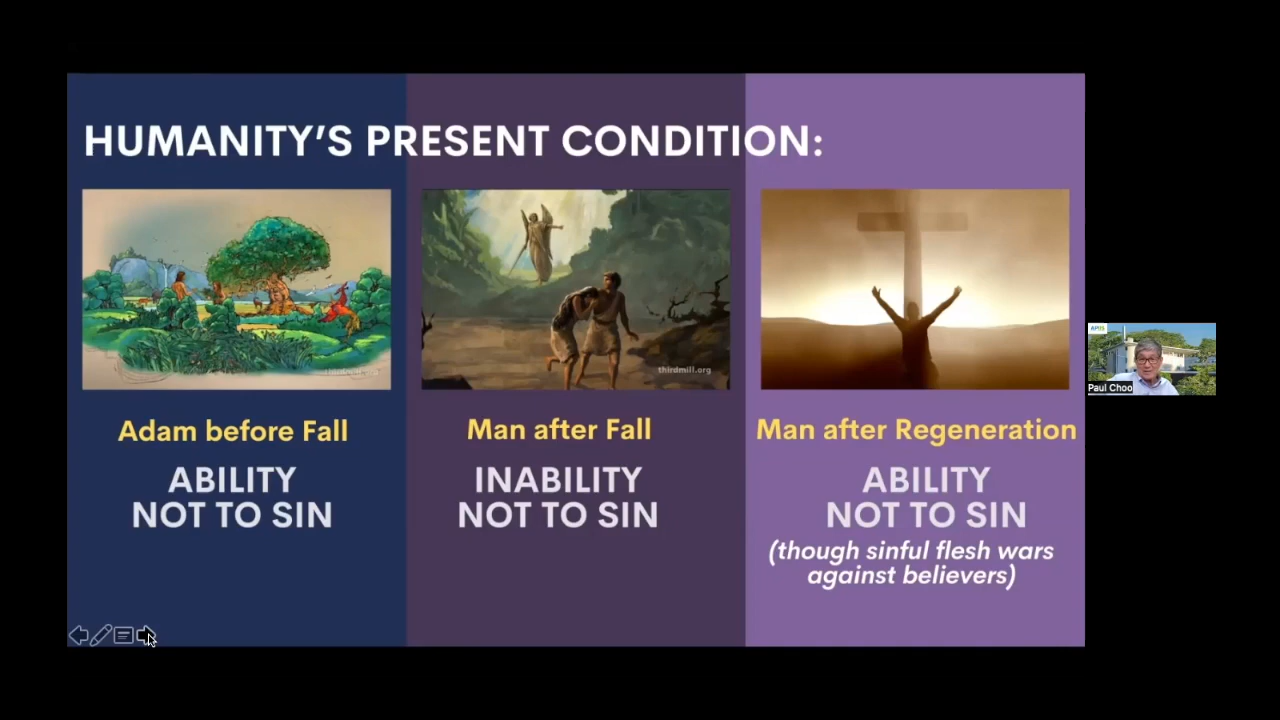 HUMANITY'S PRESENT CONDITION:
thirdmill.org
Adam before Fall
ABILITY
NOT TO SIN
Man after Fall
INABILITY
NOT TO SIN
Man after Regeneration
ABILITY
NOT TO SIN
(though sinful flesh wars
against believers)
Paul Choo